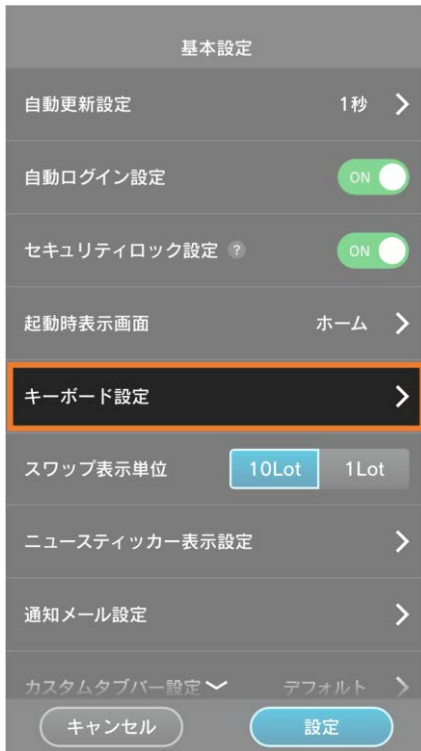 基本設定
自動更新設定 1秒
自動ログイン設定 ON
セキュリティロック設定 ? ON
起動時表示画面 ホーム
キーボード設定
スワップ表示単位 10Lot 1Lot
ニュースティッカー表示設定
通知メール設定
カスタムタブバー設定 デフォルト
キャンセル 設定